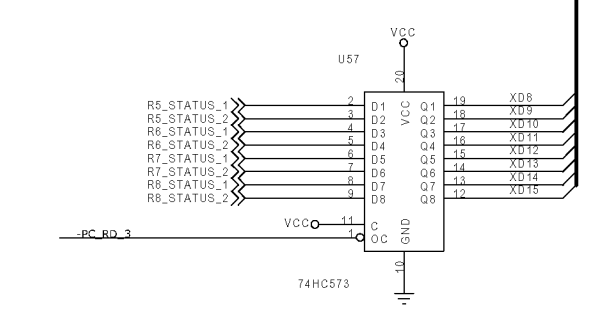 VCC
U57
20
R5_STATUS_1 2 D1 VCC Q1 19 XD8
R5_STATUS_2 3 D2 Q2 18 XD9
R6_STATUS_1 4 D3 Q3 17 XD10
R6_STATUS_2 5 D4 Q4 16 XD11
R7_STATUS_1 6 D5 Q5 15 XD12
R7_STATUS_2 7 D6 Q6 14 XD13
R8_STATUS_1 8 D7 Q7 13 XD14
R8_STATUS_2 9 D8 Q8 12 XD15
VCC 11 C
-PC_RD_3 1 OC GND
10
74HC573